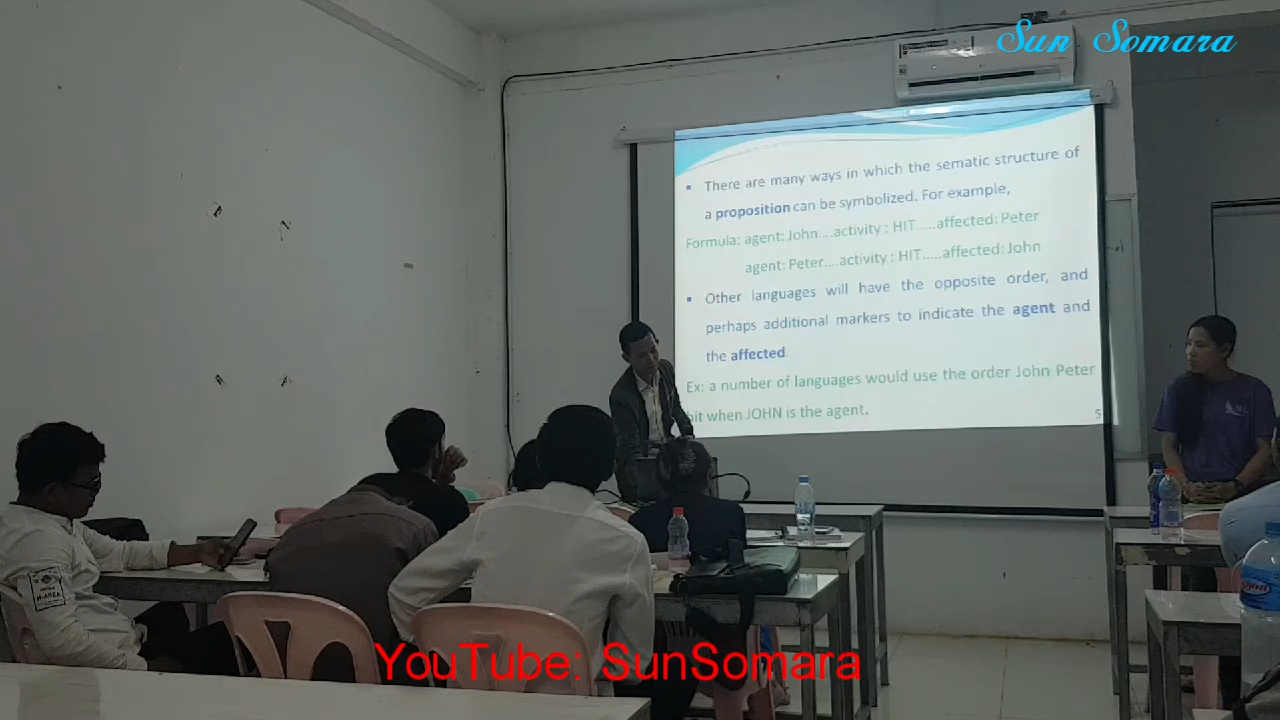 Sun Somara
There are many ways in which the sematic structure of
a proposition can be symbolized. For example,
Formula: agent: John....activity : HIT.....affected: Peter
agent: Peter....activity : HIT.....affected: John
Other languages will have the opposite order, and
perhaps additional markers to indicate the agent and
the affected.
Ex: a number of languages would use the order John Peter
hit when JOHN is the agent.
5
H-AREA
YouTube: SunSomara